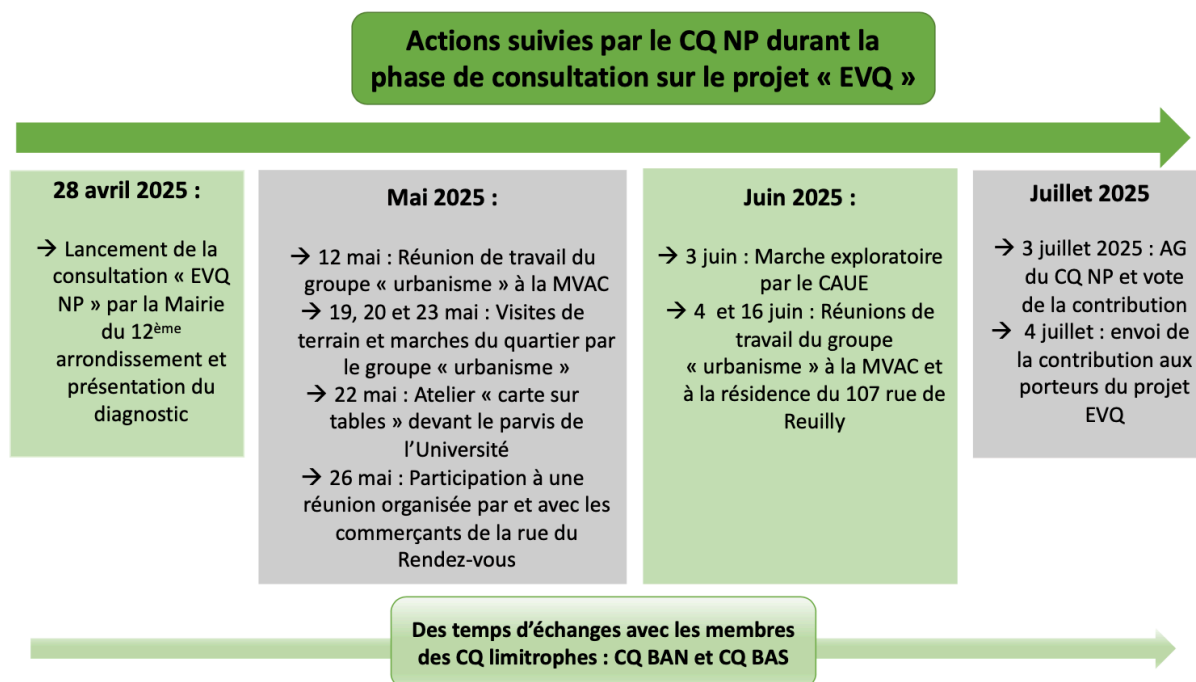 Actions suivies par le CQ NP durant la
phase de consultation sur le projet « EVQ »
28 avril 2025 :
→ Lancement de la
consultation « EVQ
NP » par la Mairie
du 12ème
arrondissement et
présentation du
diagnostic
Mai 2025 :
→ 12 mai : Réunion de travail du
groupe « urbanisme » à la MVAC
→ 19, 20 et 23 mai : Visites de
terrain et marches du quartier par
le groupe « urbanisme »
→ 22 mai : Atelier « carte sur
tables » devant le parvis de
l’Université
→ 26 mai : Participation à une
réunion organisée par et avec les
commerçants de la rue du
Rendez-vous
Juin 2025 :
→ 3 juin : Marche exploratoire
par le CAUE
→ 4 et 16 juin : Réunions de
travail du groupe
« urbanisme » à la MVAC et
à la résidence du 107 rue de
Reuilly
Juillet 2025
→ 3 juillet 2025 : AG
du CQ NP et vote
de la contribution
→ 4 juillet : envoi de
la contribution aux
porteurs du projet
EVQ
Des temps d’échanges avec les membres
des CQ limitrophes : CQ BAN et CQ BAS